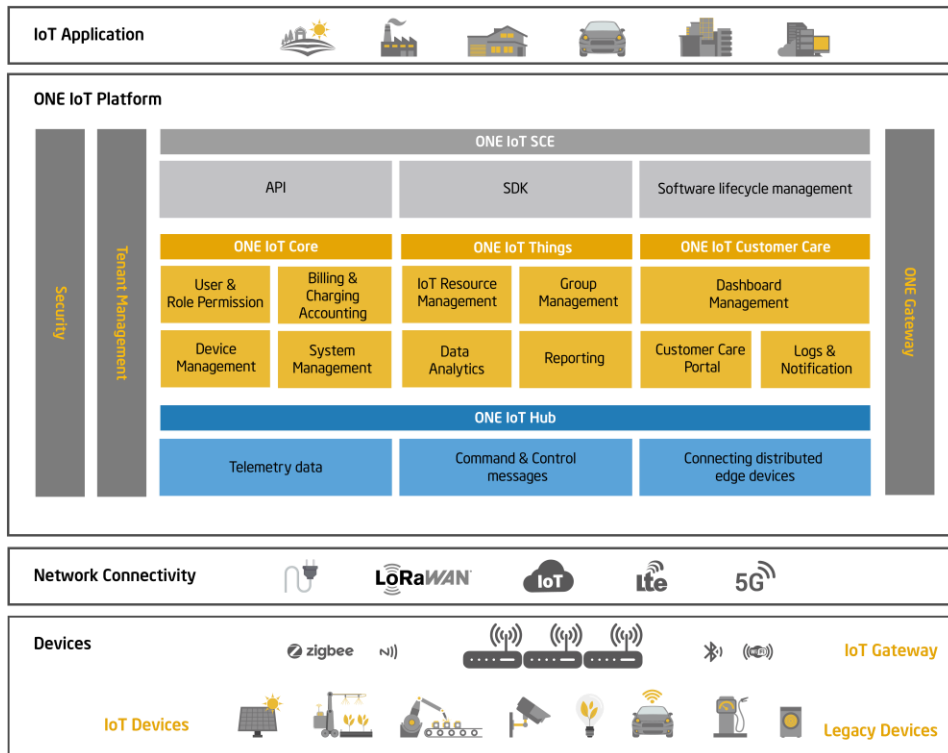 IoT Application
ONE IoT Platform
Security
Tenant Management
ONE IoT SCE
API
SDK
Software lifecycle management
ONE IoT Core
User &
Role Permission
Billing &
Charging
Accounting
Device
Management
System
Management
ONE IoT Things
IoT Resource
Management
Group
Management
Data
Analytics
Reporting
ONE IoT Customer Care
Dashboard
Management
Customer Care
Portal
Logs &
Notification
ONE IoT Hub
Telemetry data
Command & Control
messages
Connecting distributed
edge devices
ONE Gateway
Network Connectivity
LoRaWAN
IoT
Lte
5G
Devices
zigbee
IoT Gateway
IoT Devices
Legacy Devices